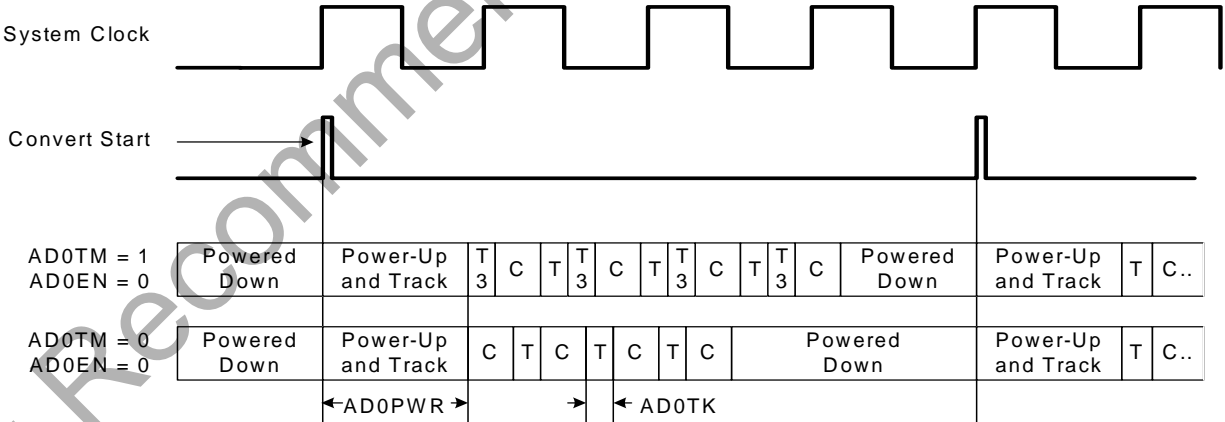 System Clock
Convert Start
AD0TM = 1
AD0EN = 0
Powered
Down
Power-Up
and Track
T
3
C
T
T
3
C
T
T
3
C
T
T
3
C
Powered
Down
Power-Up
and Track
T
C..
AD0TM = 0
AD0EN = 0
Powered
Down
Power-Up
and Track
C
T
C
T
C
T
C
Powered
Down
Power-Up
and Track
T
C..
AD0PWR
AD0TK
Recommen